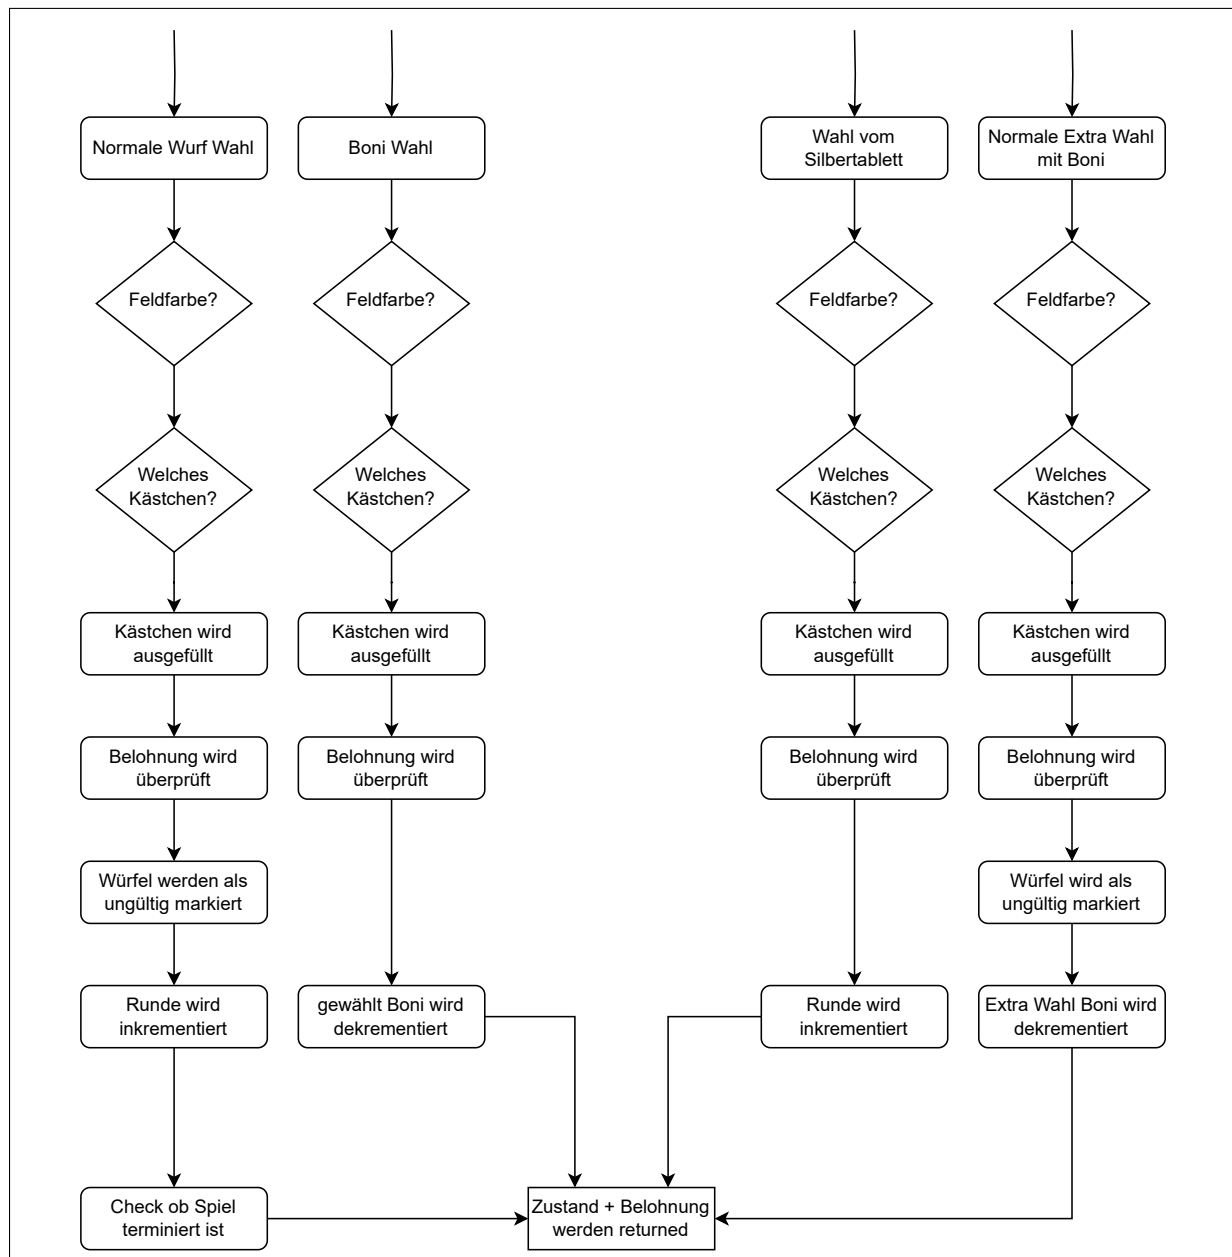 Normale Wurf Wahl
Boni Wahl
Wahl vom
Silbertablett
Normale Extra Wahl
mit Boni
Feldfarbe?
Feldfarbe?
Feldfarbe?
Feldfarbe?
Welches
Kästchen?
Welches
Kästchen?
Welches
Kästchen?
Welches
Kästchen?
Kästchen wird
ausgefüllt
Kästchen wird
ausgefüllt
Kästchen wird
ausgefüllt
Kästchen wird
ausgefüllt
Belohnung wird
überprüft
Belohnung wird
überprüft
Belohnung wird
überprüft
Belohnung wird
überprüft
Würfel werden als
ungültig markiert
Würfel wird als
ungültig markiert
Runde wird
inkrementiert
gewählt Boni wird
dekrementiert
Runde wird
inkrementiert
Extra Wahl Boni wird
dekrementiert
Check ob Spiel
terminiert ist
Zustand + Belohnung
werden returned